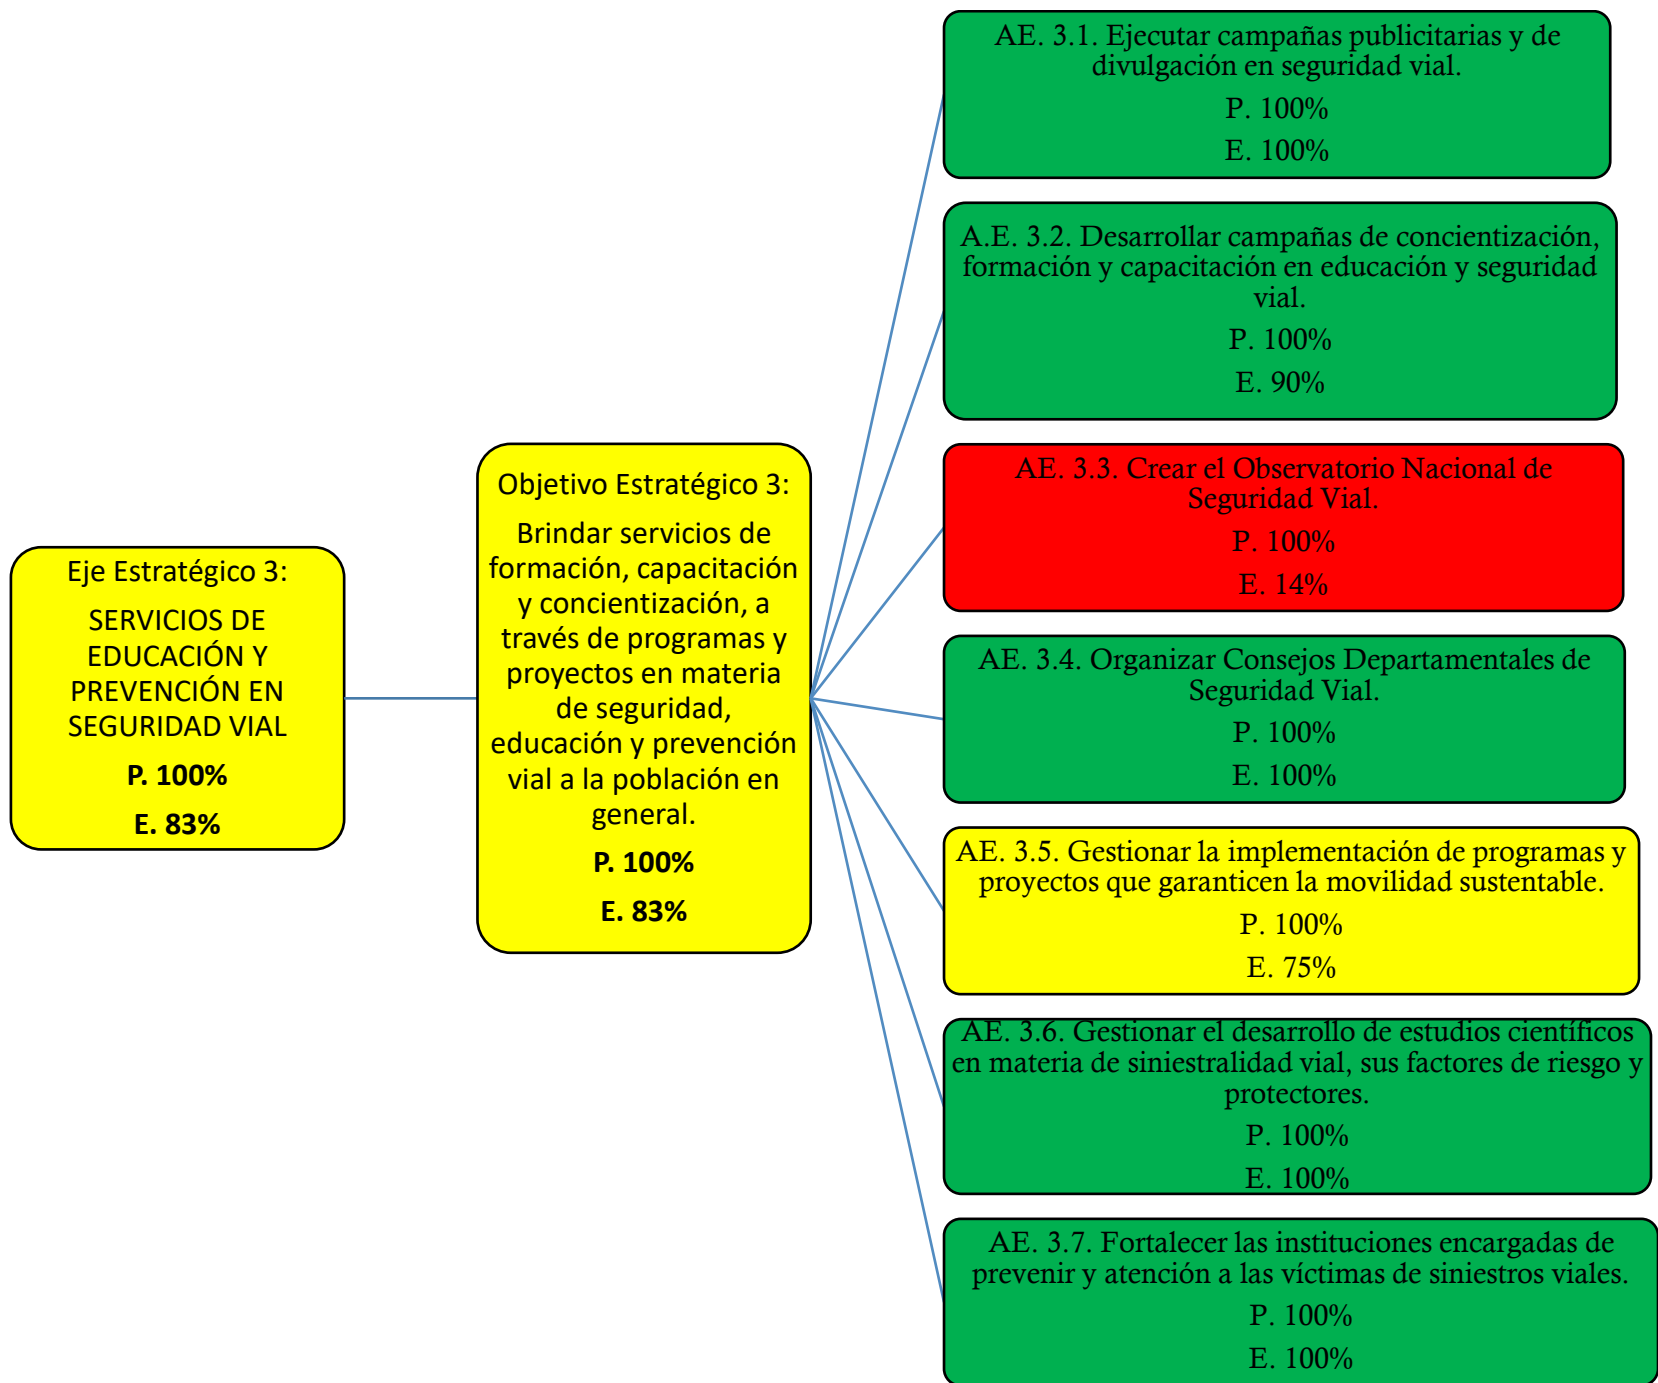 Eje Estratégico 3:
SERVICIOS DE
EDUCACIÓN Y
PREVENCIÓN EN
SEGURIDAD VIAL
P. 100%
E. 83%
Objetivo Estratégico 3:
Brindar servicios de
formación, capacitación
y concientización, a
través de programas y
proyectos en materia
de seguridad,
educación y prevención
vial a la población en
general.
P. 100%
E. 83%
AE. 3.1. Ejecutar campañas publicitarias y de
divulgación en seguridad vial.
P. 100%
E. 100%
A.E. 3.2. Desarrollar campañas de concientización,
formación y capacitación en educación y seguridad
vial.
P. 100%
E. 90%
AE. 3.3. Crear el Observatorio Nacional de
Seguridad Vial.
P. 100%
E. 14%
AE. 3.4. Organizar Consejos Departamentales de
Seguridad Vial.
P. 100%
E. 100%
AE. 3.5. Gestionar la implementación de programas y
proyectos que garanticen la movilidad sustentable.
P. 100%
E. 75%
AE. 3.6. Gestionar el desarrollo de estudios científicos
en materia de siniestralidad vial, sus factores de riesgo y
protectores.
P. 100%
E. 100%
AE. 3.7. Fortalecer las instituciones encargadas de
prevenir y atención a las víctimas de siniestros viales.
P. 100%
E. 100%